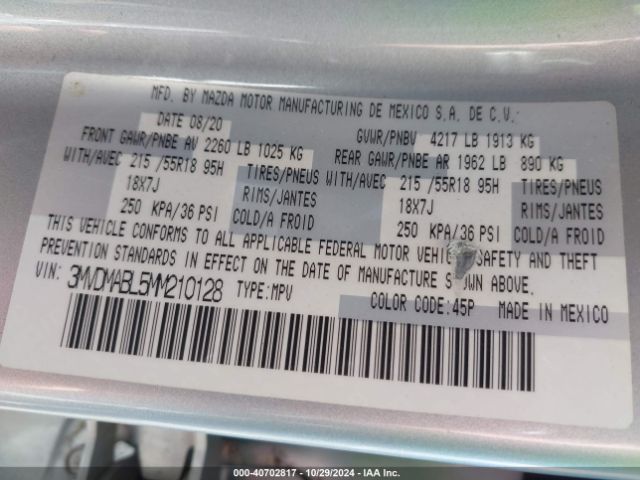 MFD. BY MAZDA MOTOR MANUFACTURING DE MEXICO S.A. DE C.V.:
DATE 08/20 GVWR/PNBV 4217 LB 1913 KG
FRONT GAWR/PNBE AV 2260 LB 1025 KG REAR GAWR/PNBE AR 1962 LB 890 KG
WITH/AVEC 215 /55R18 95H TIRES/PNEUS WITH/AVEC 215 /55R18 95H TIRES/PNEUS
18X7J RIMS/JANTES 18X7J RIMS/JANTES
250 KPA/36 PSI COLD/A FROID 250 KPA/36 PSI COLD/A FROID
THIS VEHICLE CONFORMS TO ALL APPLICABLE FEDERAL MOTOR VEHIC SAFETY AND THEFT
PREVENTION STANDARDS IN EFFECT ON THE DATE OF MANUFACTURE S OWN ABOVE.
VIN: 3MVDMABL5MM210128 TYPE:MPV COLOR CODE:45P MADE IN MEXICO
000-40702817 - 10/29/2024 - IAA Inc.